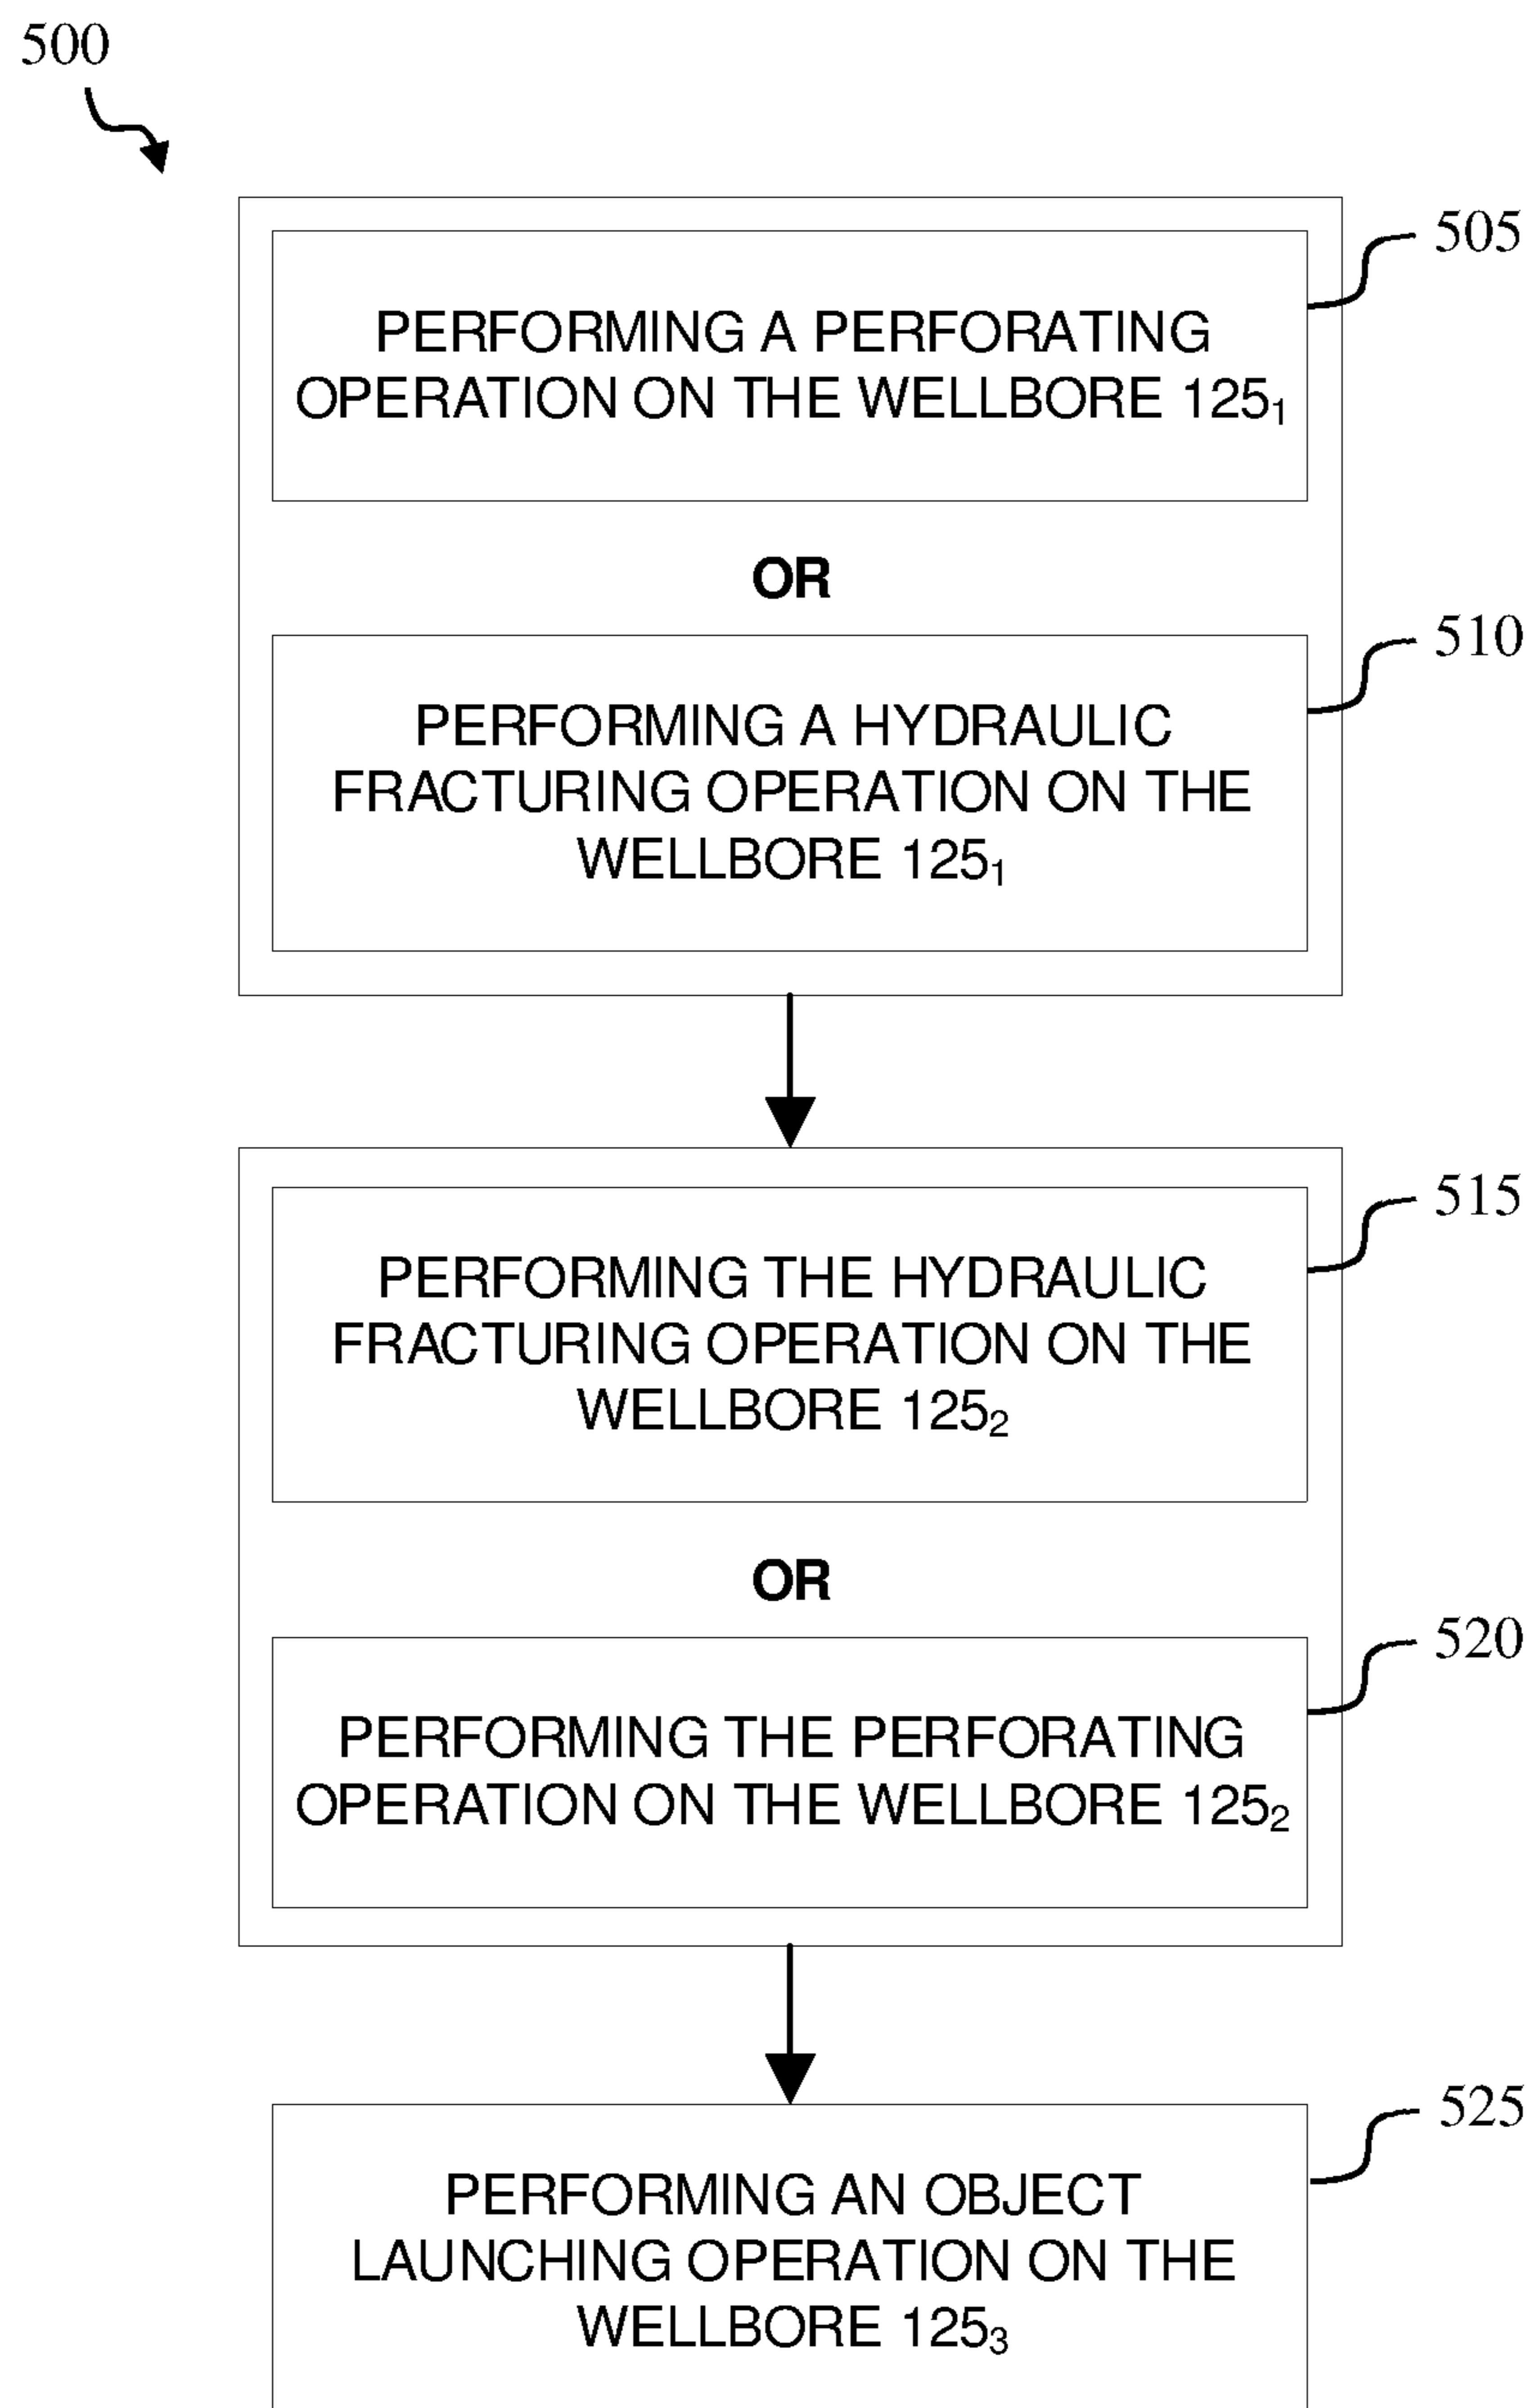 500
505
PERFORMING A PERFORATING
OPERATION ON THE WELLBORE 125₁
OR
510
PERFORMING A HYDRAULIC
FRACTURING OPERATION ON THE
WELLBORE 125₁
515
PERFORMING THE HYDRAULIC
FRACTURING OPERATION ON THE
WELLBORE 125₂
OR
520
PERFORMING THE PERFORATING
OPERATION ON THE WELLBORE 125₂
525
PERFORMING AN OBJECT
LAUNCHING OPERATION ON THE
WELLBORE 125₃